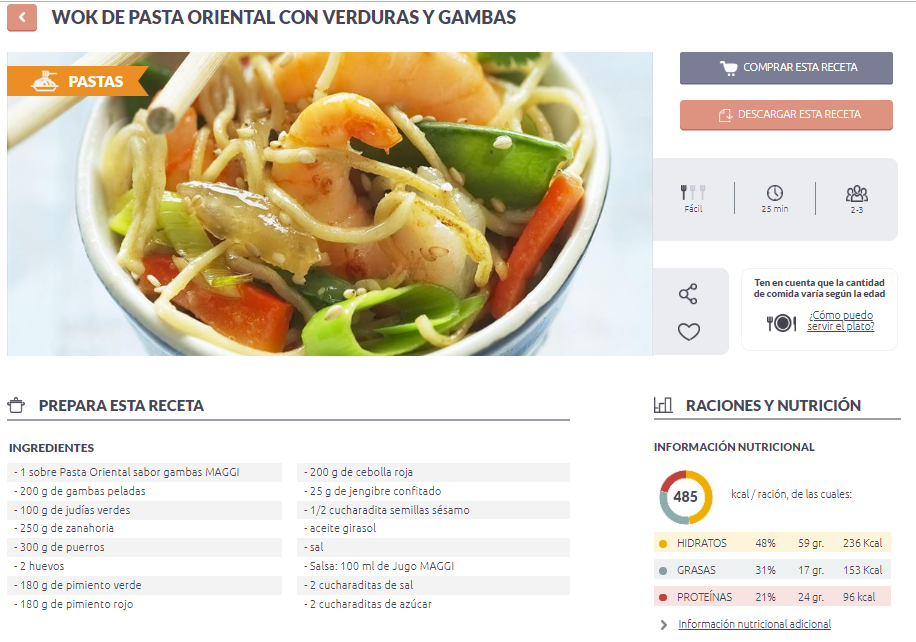 WOK DE PASTA ORIENTAL CON VERDURAS Y GAMBAS
PASTAS
COMPRAR ESTA RECETA
DESCARGAR ESTA RECETA
Fácil
25 min
2-3
Ten en cuenta que la cantidad
de comida varía según la edad
¿Cómo puedo
servir el plato?
PREPARA ESTA RECETA
INGREDIENTES
- 1 sobre Pasta Oriental sabor gambas MAGGI
- 200 g de gambas peladas
- 100 g de judías verdes
- 250 g de zanahoria
- 300 g de puerros
- 2 huevos
- 180 g de pimiento verde
- 180 g de pimiento rojo
- 200 g de cebolla roja
- 25 g de jengibre confitado
- 1/2 cucharadita semillas sésamo
- aceite girasol
- sal
- Salsa: 100 ml de Jugo MAGGI
- 2 cucharaditas de sal
- 2 cucharaditas de azúcar
RACIONES Y NUTRICIÓN
INFORMACIÓN NUTRICIONAL
485 kcal / ración, de las cuales:
HIDRATOS 48% 59 gr. 236 Kcal
GRASAS 31% 17 gr. 153 Kcal
PROTEÍNAS 21% 24 gr. 96 kcal
Información nutricional adicional